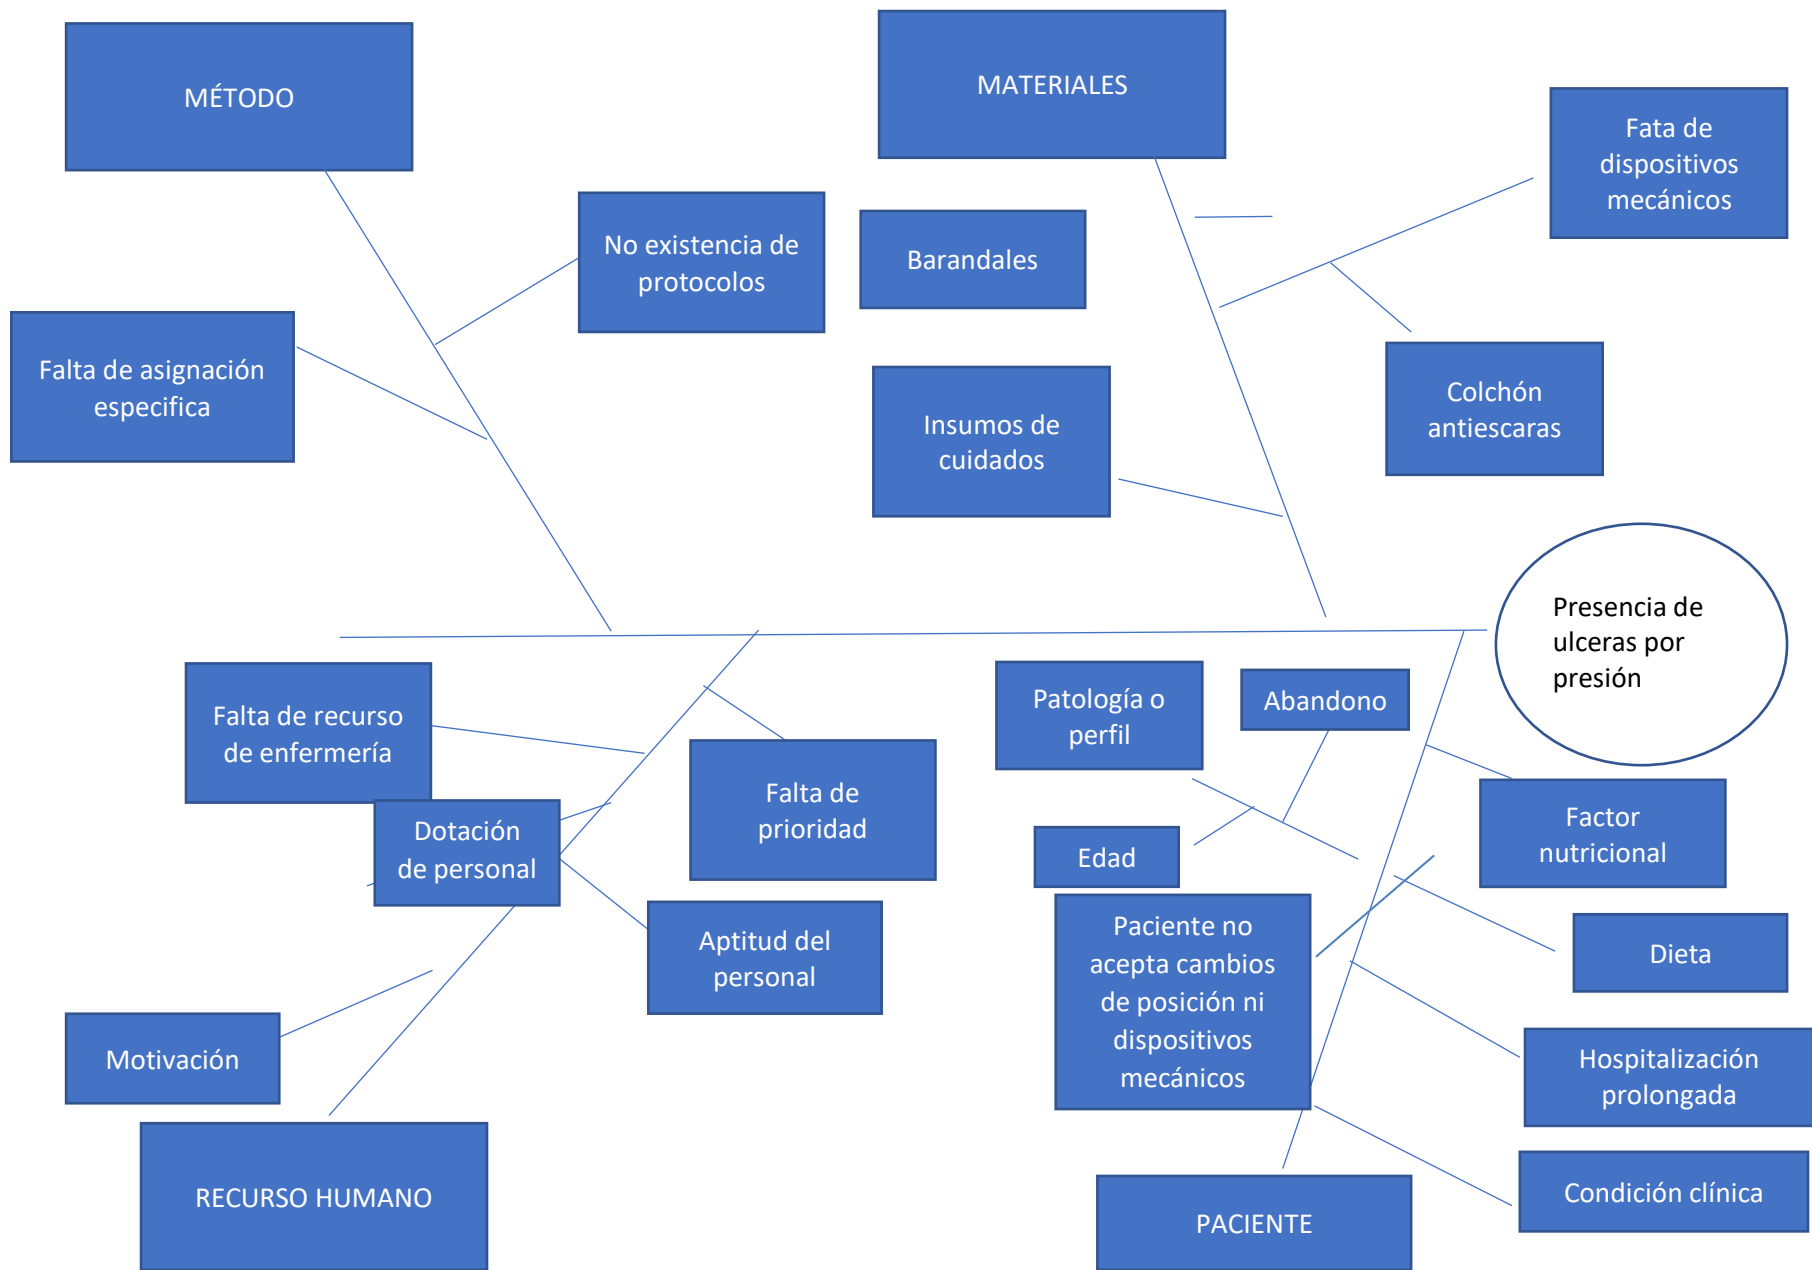 MÉTODO
MATERIALES
Fata de
dispositivos
mecánicos
No existencia de
protocolos
Barandales
Falta de asignación
especifica
Insumos de
cuidados
Colchón
antiescaras
Presencia de
ulceras por
presión
Falta de recurso
de enfermería
Patología o
perfil
Abandono
Falta de
prioridad
Dotación
de personal
Edad
Factor
nutricional
Aptitud del
personal
Paciente no
acepta cambios
de posición ni
dispositivos
mecánicos
Dieta
Motivación
Hospitalización
prolongada
RECURSO HUMANO
PACIENTE
Condición clínica